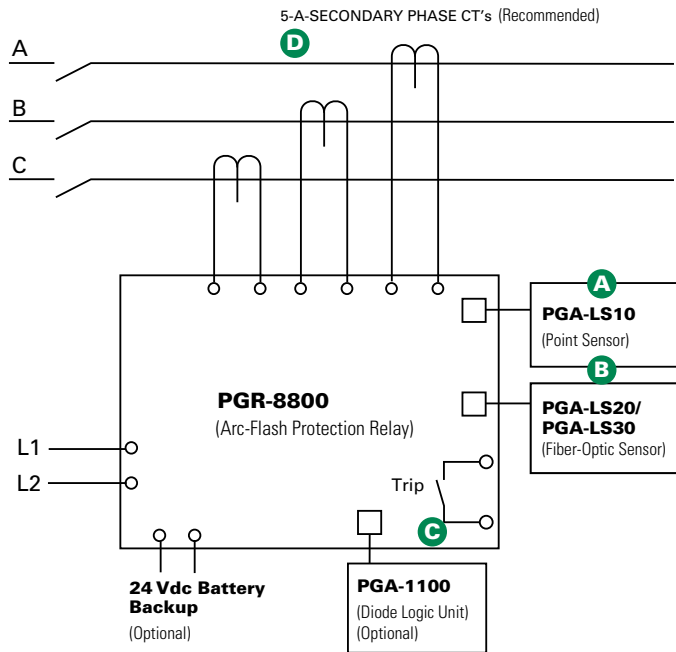 5-A-SECONDARY PHASE CT's (Recommended)
D
A
B
C
A
PGA-LS10
(Point Sensor)
B
PGA-LS20/
PGA-LS30
(Fiber-Optic Sensor)
PGR-8800
(Arc-Flash Protection Relay)
L1
L2
Trip
C
24 Vdc Battery
Backup
(Optional)
PGA-1100
(Diode Logic Unit)
(Optional)